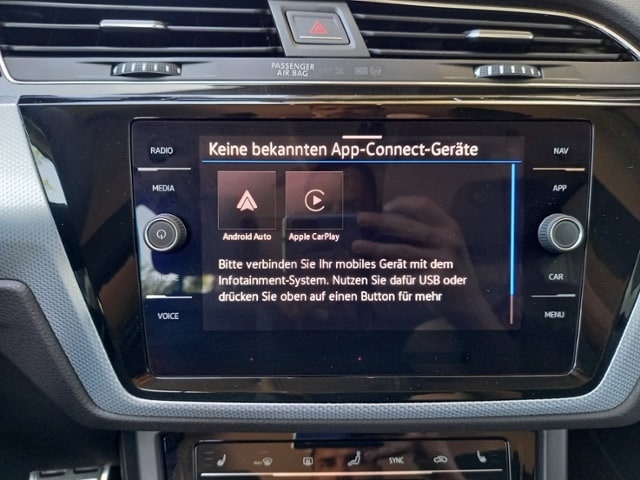 PASSENGER
AIR BAG
RADIO
MEDIA
PHONE
VOICE
Keine bekannten App-Connect-Geräte
Android Auto
Apple CarPlay
Bitte verbinden Sie Ihr mobiles Gerät mit dem
Infotainment-System. Nutzen Sie dafür USB oder
drücken Sie oben auf einen Button für mehr
NAV
APP
CAR
MENU
SYNC